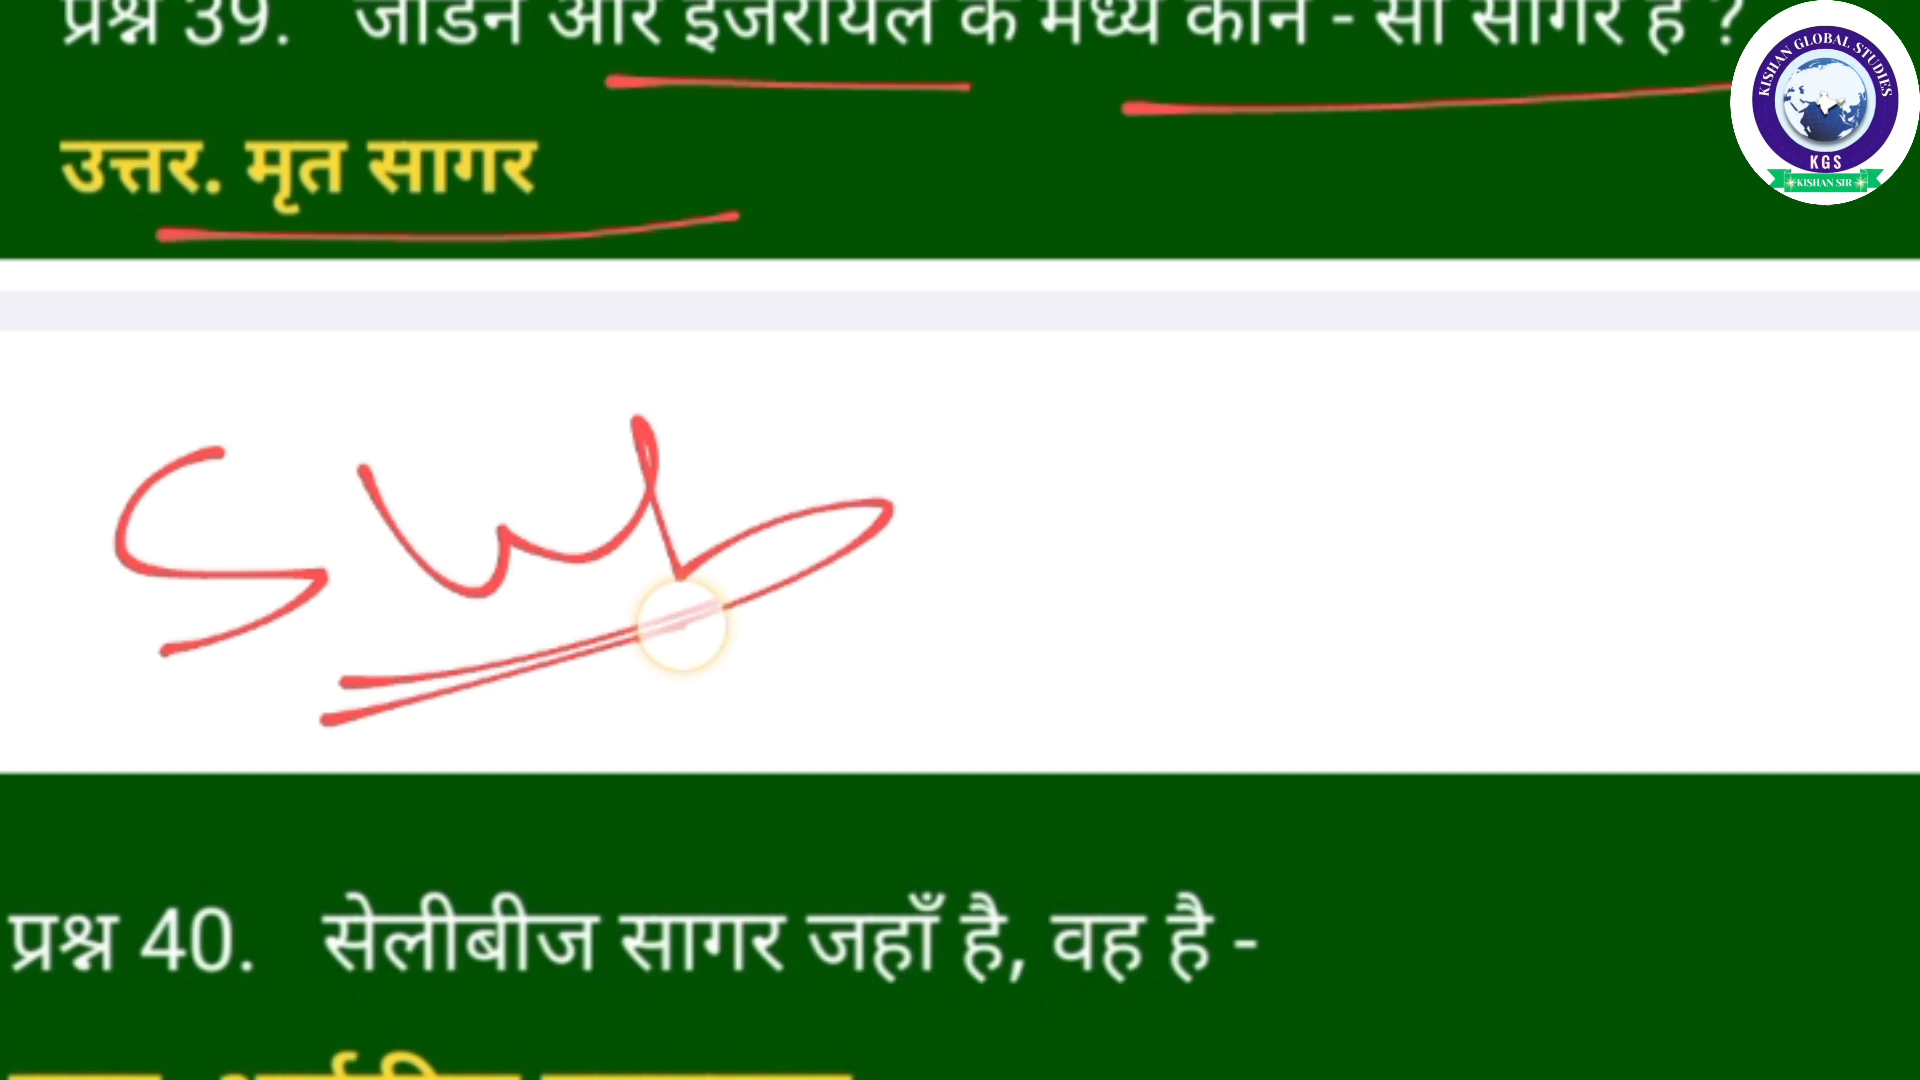 प्रश्न 39. जॉर्डन और इजरायल के मध्य कौन - सा सागर है ?
उत्तर. मृत सागर
KISHAN GLOBAL STUDIES
KGS
KISHAN SIR
प्रश्न 40. सेलीबीज सागर जहाँ है, वह है -